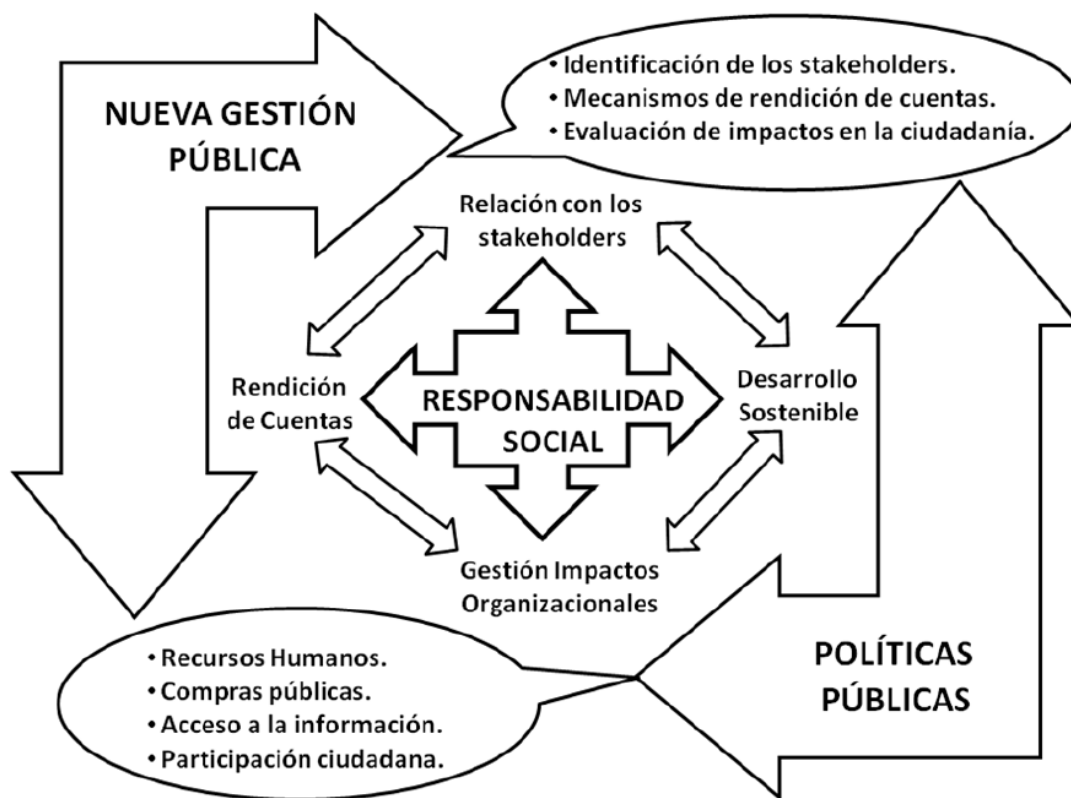 NUEVA GESTIÓN
PÚBLICA
• Identificación de los stakeholders.
• Mecanismos de rendición de cuentas.
• Evaluación de impactos en la ciudadanía.
Relación con los
stakeholders
Rendición
de Cuentas
RESPONSABILIDAD
SOCIAL
Desarrollo
Sostenible
Gestión Impactos
Organizacionales
• Recursos Humanos.
• Compras públicas.
• Acceso a la información.
• Participación ciudadana.
POLÍTICAS
PÚBLICAS